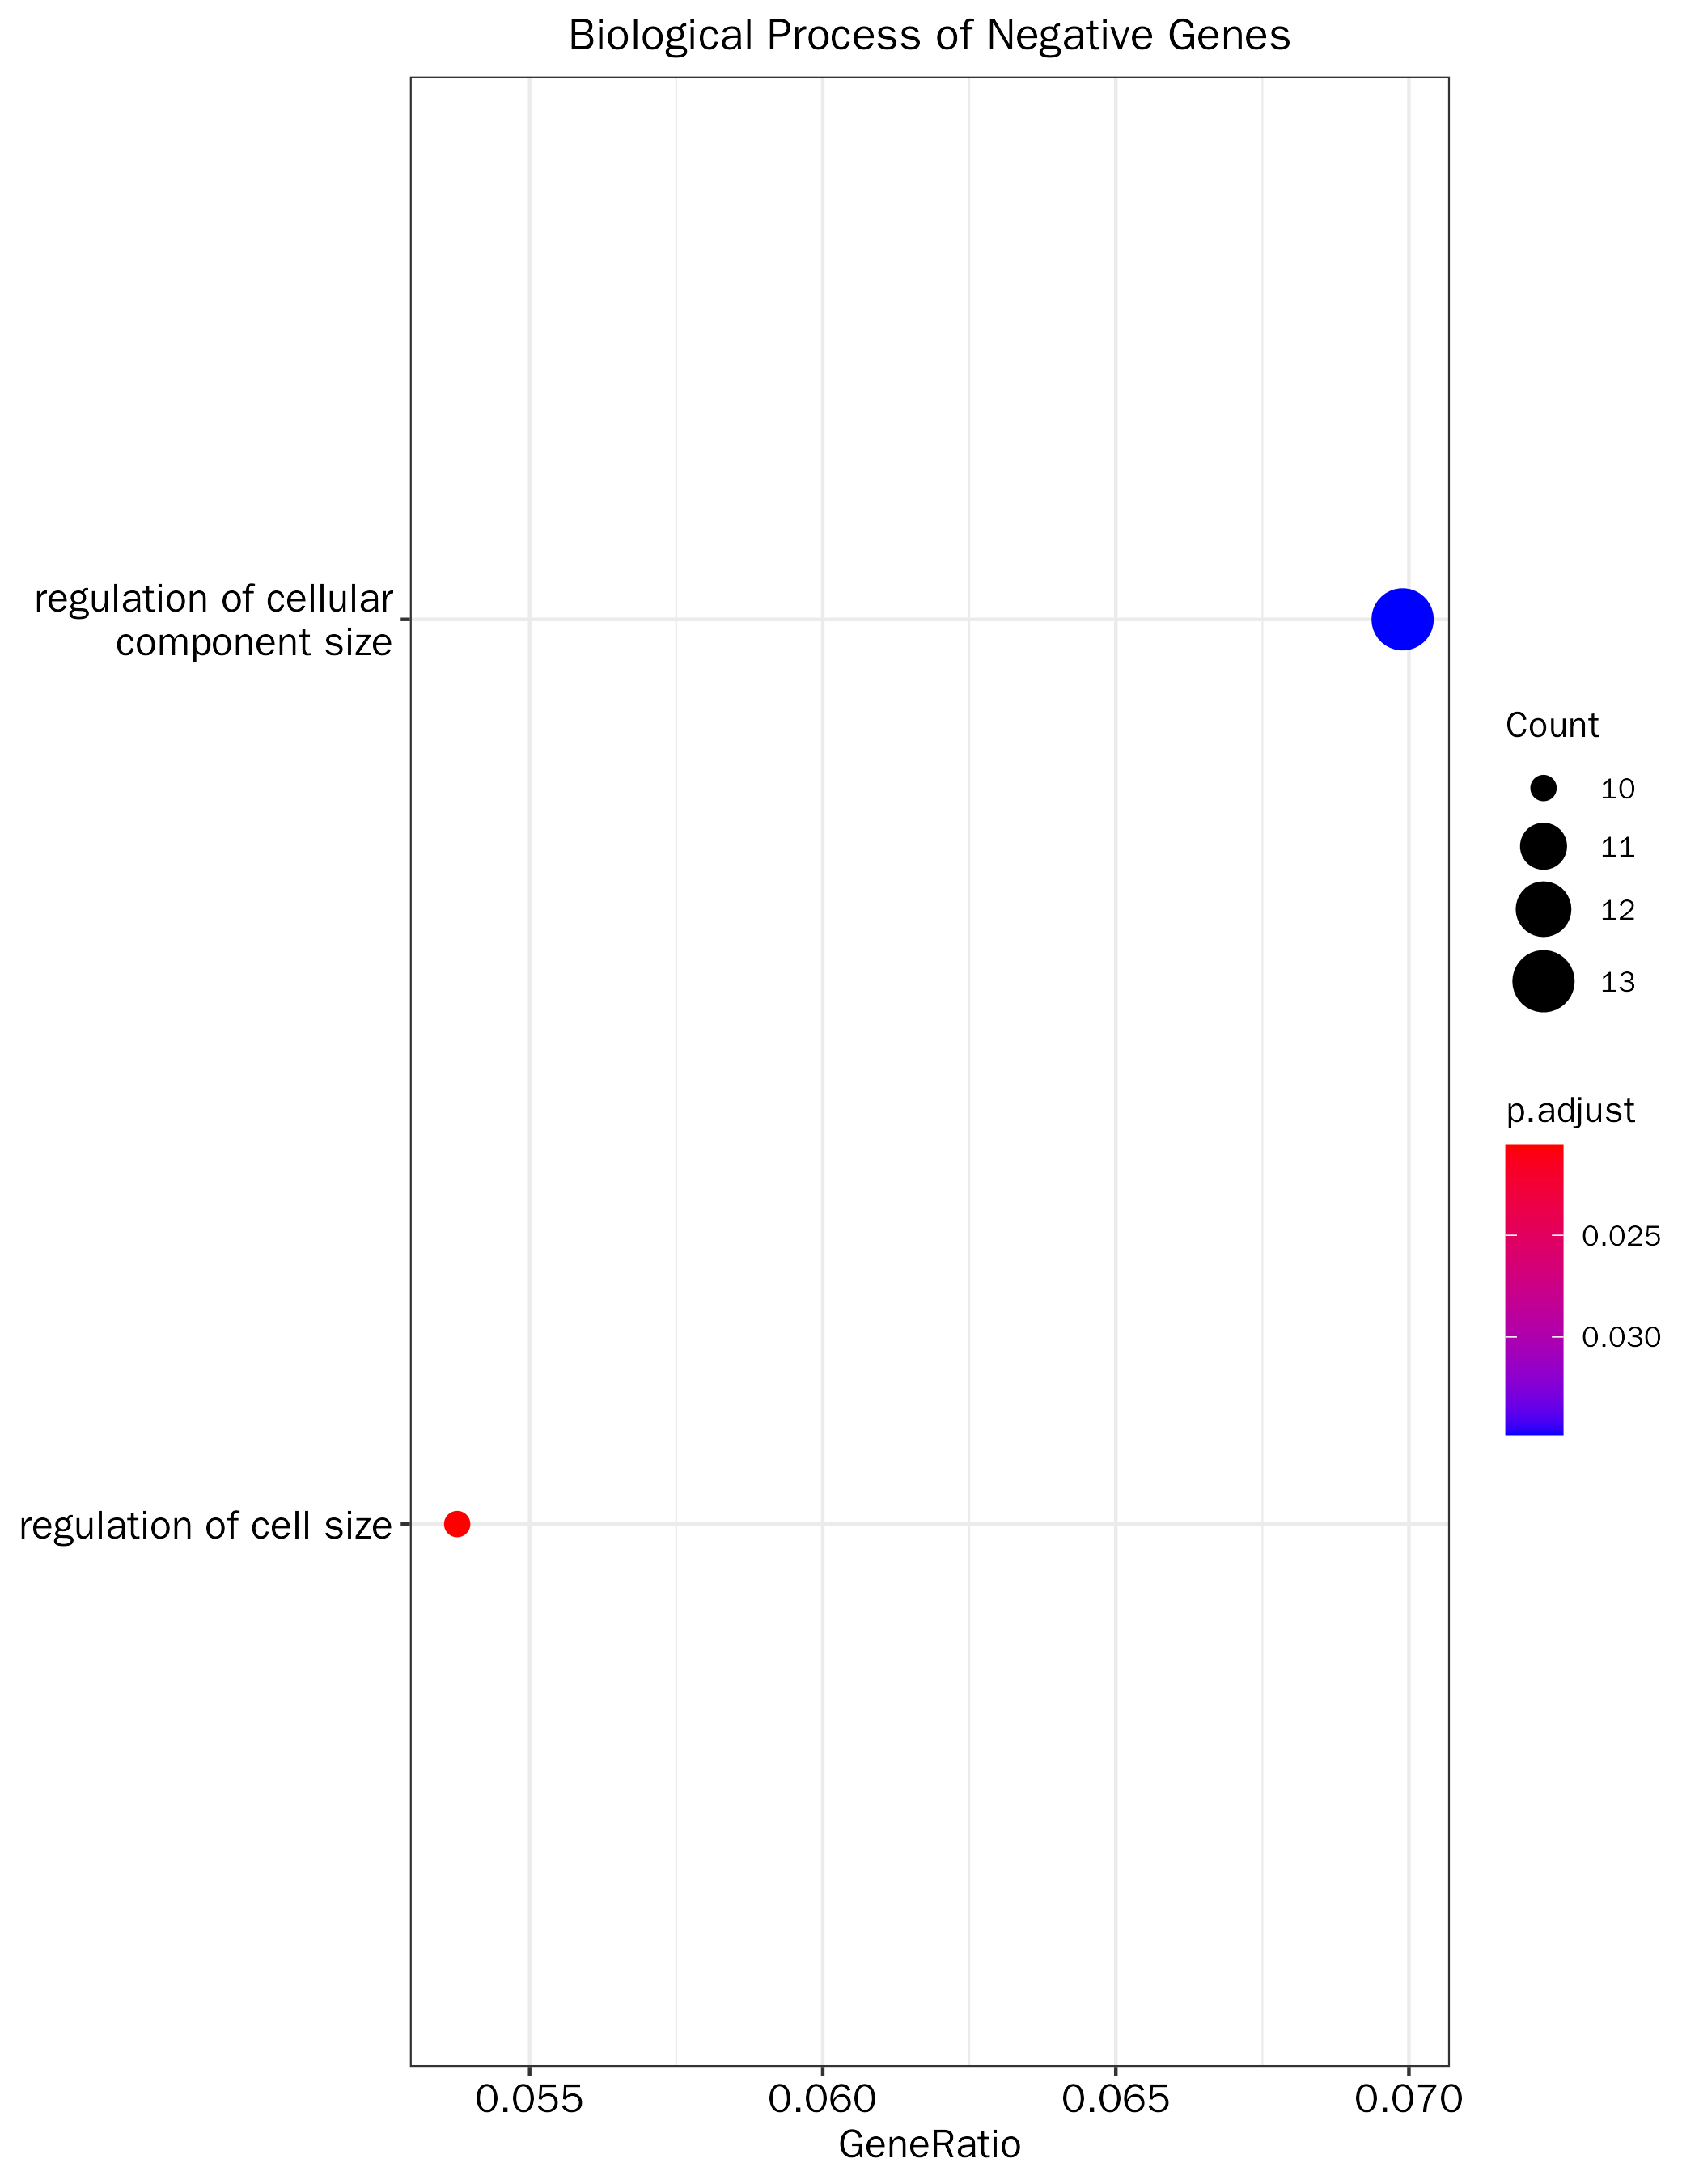 Biological Process of Negative Genes
regulation of cellular
component size
regulation of cell size
0.055
0.060
0.065
0.070
GeneRatio
Count
10
11
12
13
p.adjust
0.025
0.030